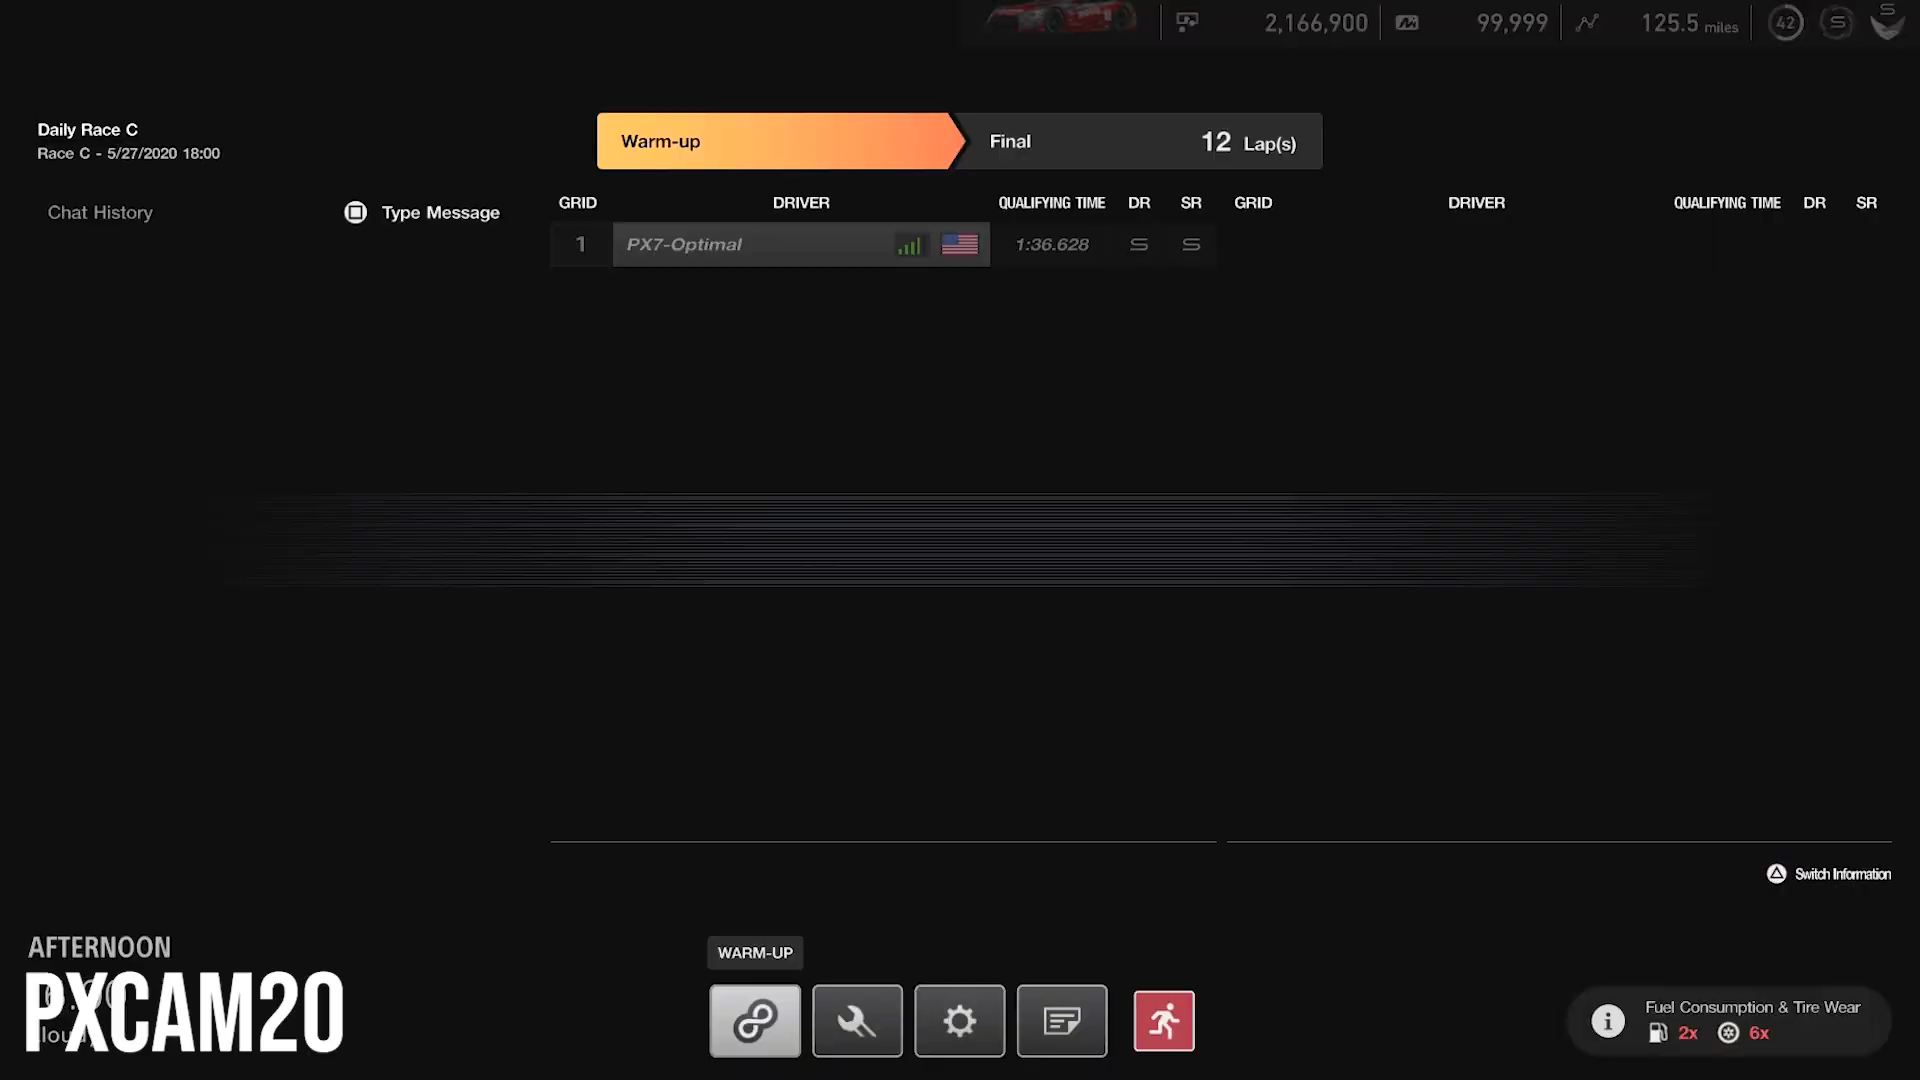 2,166,900 99,999 125.5 miles 42 S S
Daily Race C
Race C - 5/27/2020 18:00
Warm-up Final 12 Lap(s)
Chat History Type Message
GRID DRIVER QUALIFYING TIME DR SR GRID DRIVER QUALIFYING TIME DR SR
1 PX7-Optimal 1:36.628 S S
Switch Information
AFTERNOON
PXCAM20
WARM-UP
Fuel Consumption & Tire Wear
2x 6x